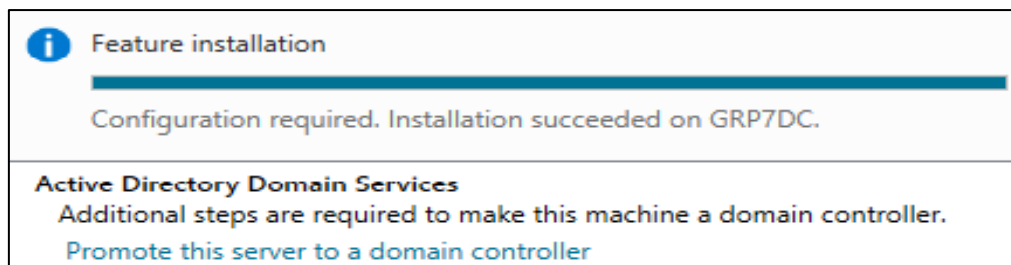 Feature installation
Configuration required. Installation succeeded on GRP7DC.
Active Directory Domain Services
Additional steps are required to make this machine a domain controller.
Promote this server to a domain controller